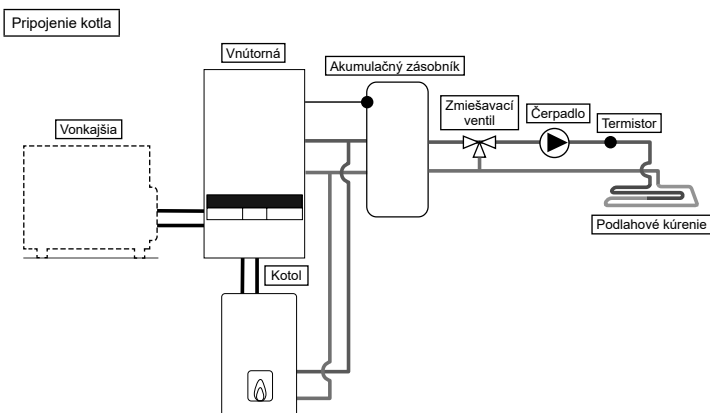 Pripojenie kotla
Vnútorná
Akumulačný zásobník
Zmiešavací
ventil
Čerpadlo
Termistor
Vonkajšia
Podlahové kúrenie
Kotol